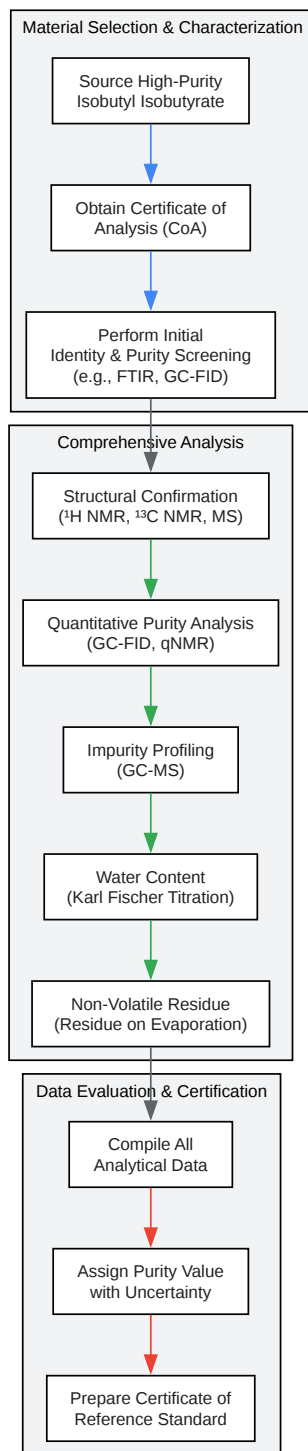 Material Selection & Characterization
Source High-Purity
Isobutyl Isobutyrate
Obtain Certificate of
Analysis (CoA)
Perform Initial
Identity & Purity Screening
(e.g., FTIR, GC-FID)
Comprehensive Analysis
Structural Confirmation
(¹H NMR, ¹³C NMR, MS)
Quantitative Purity Analysis
(GC-FID, qNMR)
Impurity Profiling
(GC-MS)
Water Content
(Karl Fischer Titration)
Non-Volatile Residue
(Residue on Evaporation)
Data Evaluation & Certification
Compile All
Analytical Data
Assign Purity Value
with Uncertainty
Prepare Certificate of
Reference Standard